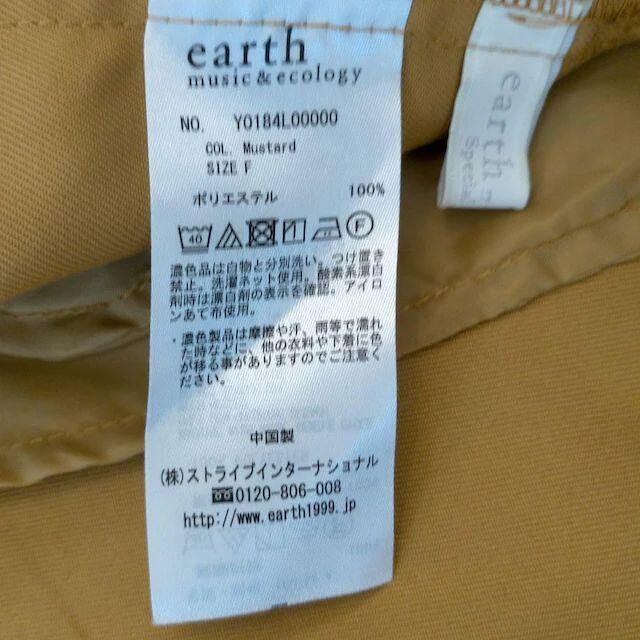 earth
music&ecology
NO. Y0184L00000
COL. Mustard
SIZE F
ポリエステル 100%
40
F
濃色品は白物と分別洗い。つけ置き
禁止。洗濯ネット使用。酸素系漂白
剤時は漂白剤の表示を確認。アイロ
ンあて布使用。
・濃色製品は摩擦や汗、雨等で濡れ
た時などに、他の衣料や下着に色
が移る事がありますのでご注意く
ださい。
中国製
(株)ストライプインターナショナル
0120-806-008
http://www.earth1999.jp
earth
Special